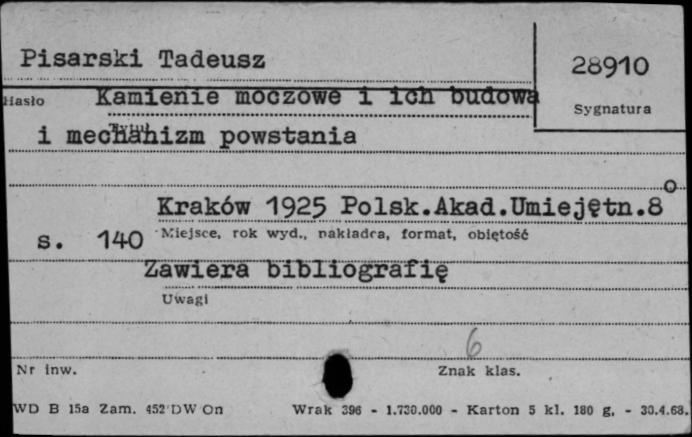 Pisarski Tadeusz
28910
Hasło
Kamienie moczowe i ich budowa
Sygnatura
Tytuł
i mechanizm powstania
Kraków 1925 Polsk.Akad.Umiejętn.8°
s. 140
Miejsce, rok wyd., nakładca, format, objętość
Zawiera bibliografię
Uwagi
6
Nr inw.
Znak klas.
WD B 15a Zam. 452 DW On
Wrak 396 - 1.730.000 - Karton 5 kl. 180 g. - 30.4.68.